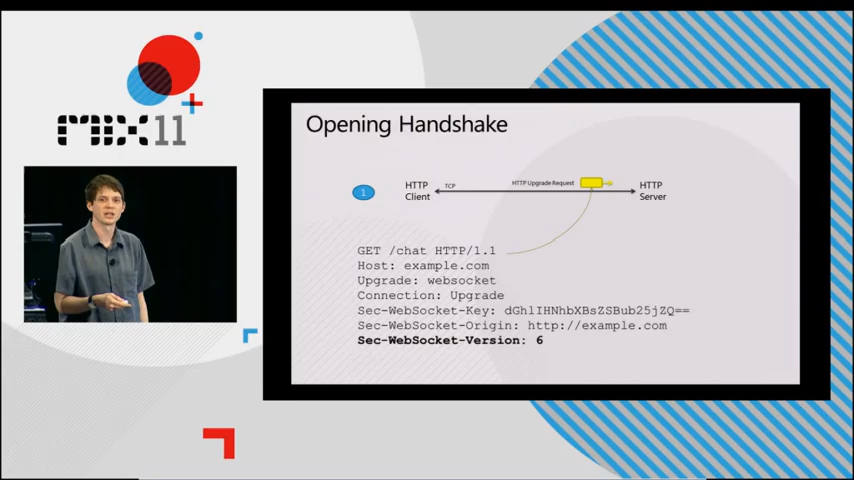 MIX11
Opening Handshake
1
HTTP Client
TCP
HTTP Upgrade Request
HTTP Server
GET /chat HTTP/1.1
Host: example.com
Upgrade: websocket
Connection: Upgrade
Sec-WebSocket-Key: dGhlIHNhbXBsZSBub25jZQ==
Sec-WebSocket-Origin: http://example.com
Sec-WebSocket-Version: 6